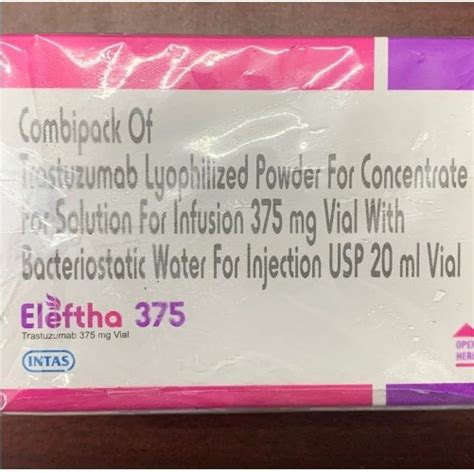 Combipack Of
Trastuzumab Lyophilized Powder For Concentrate
For Solution For Infusion 375 mg Vial With
Bacteriostatic Water For Injection USP 20 ml Vial
Eleftha 375
Trastuzumab 375 mg Vial
INTAS
OPEN
HERE